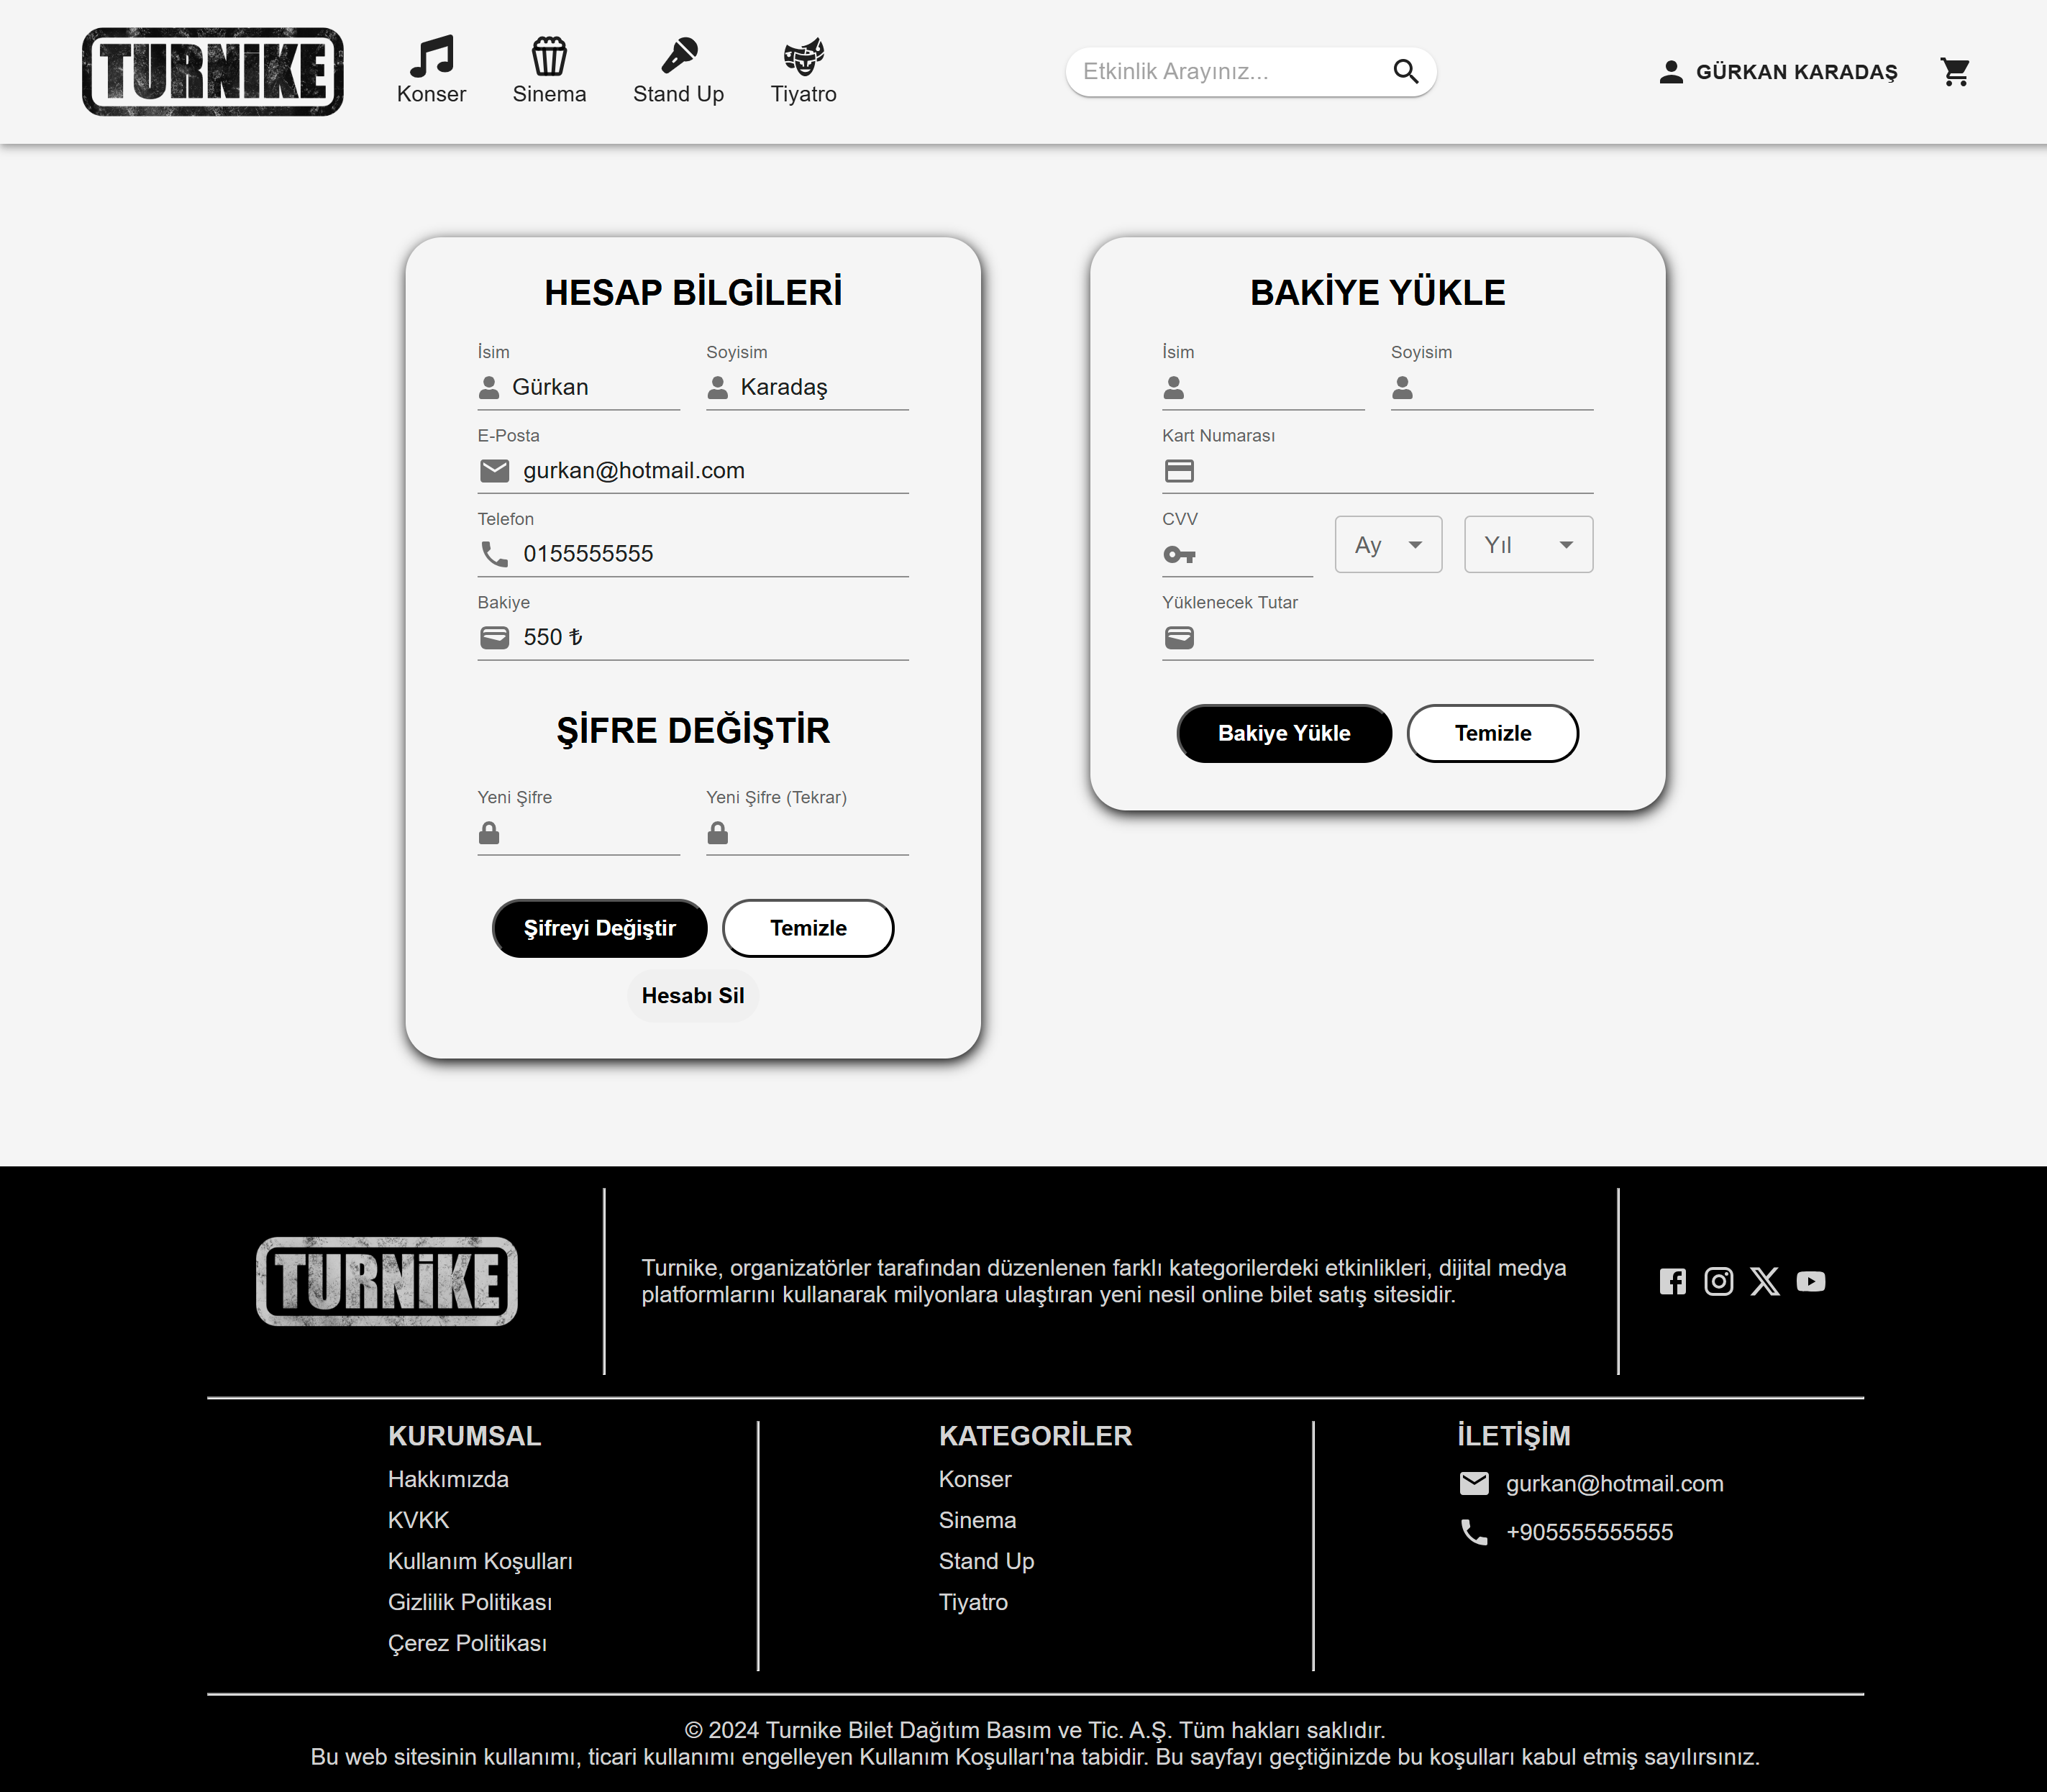 TURNiKE
Konser
Sinema
Stand Up
Tiyatro
Etkinlik Arayınız...
GÜRKAN KARADAŞ
HESAP BİLGİLERİ
İsim
Soyisim
Gürkan
Karadaş
E-Posta
gurkan@hotmail.com
Telefon
0155555555
Bakiye
550 ₺
ŞİFRE DEĞİŞTİR
Yeni Şifre
Yeni Şifre (Tekrar)
Şifreyi Değiştir
Temizle
Hesabı Sil
BAKİYE YÜKLE
İsim
Soyisim
Kart Numarası
CVV
Ay
Yıl
Yüklenecek Tutar
Bakiye Yükle
Temizle
TURNiKE
Turnike, organizatörler tarafından düzenlenen farklı kategorilerdeki etkinlikleri, dijital medya
platformlarını kullanarak milyonlara ulaştıran yeni nesil online bilet satış sitesidir.
KURUMSAL
Hakkımızda
KVKK
Kullanım Koşulları
Gizlilik Politikası
Çerez Politikası
KATEGORİLER
Konser
Sinema
Stand Up
Tiyatro
İLETİŞİM
gurkan@hotmail.com
+905555555555
© 2024 Turnike Bilet Dağıtım Basım ve Tic. A.Ş. Tüm hakları saklıdır.
Bu web sitesinin kullanımı, ticari kullanımı engelleyen Kullanım Koşulları'na tabidir. Bu sayfayı geçtiğinizde bu koşulları kabul etmiş sayılırsınız.